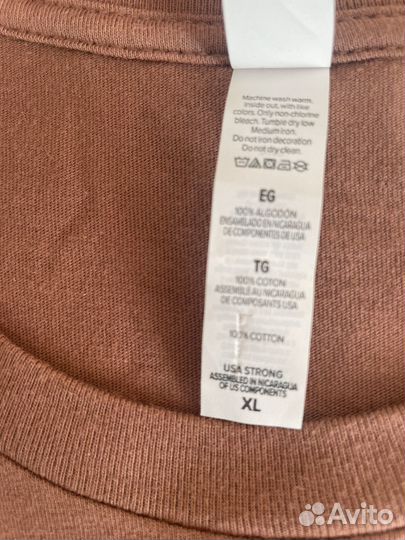 Machine wash warm,
inside out, with like
colors. Only non-chlorine
bleach. Tumble dry low
Medium iron.
Do not iron decoration
Do not dry clean.
EG
100% ALGODÓN
ENSAMBLADO EN NICARAGUA
DE COMPONENTES DE USA
TG
100% COTON
ASSEMBLÉ AU NICARAGUA
DE COMPOSANTS USA
100% COTTON
USA STRONG
ASSEMBLED IN NICARAGUA
OF US COMPONENTS
XL
Avito